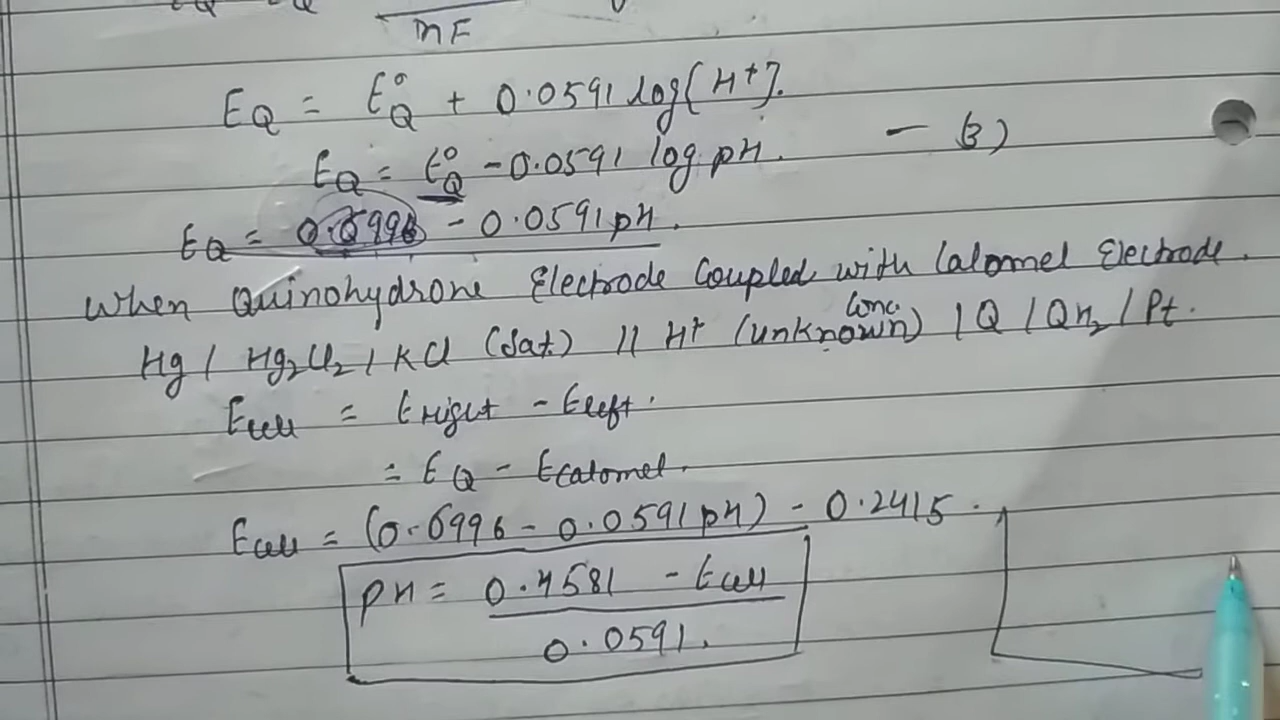 nF
EQ = E°Q + 0.0591 log[H+].
EQ = E°Q - 0.0591 log pH. — (3)
EQ = 0.6996 - 0.0591 pH.
When Quinohydrone Electrode Coupled with Calomel Electrode.
Hg / Hg2Cl2 / KCl (Sat.) // H+ (unknown) Conc / Q / QH2 / Pt.
Ecell = Eright - Eleft.
= EQ - Ecalomel.
Ecell = (0.6996 - 0.0591 pH) - 0.2415.
pH = 0.4581 - Ecell
0.0591.